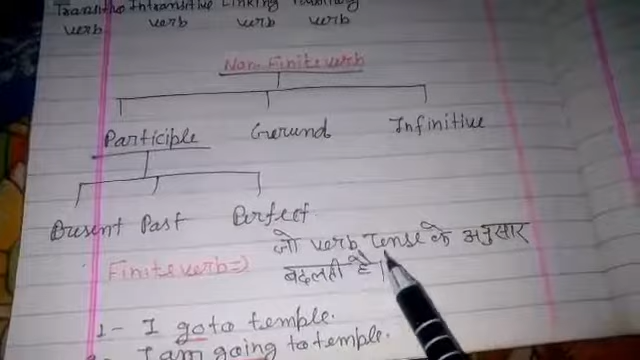 Transitive Intransitive Linking
verb verb verb verb
Non-Finite verb
Participle Gerund Infinitive
Present Past Perfect
जो verb Tense के अनुसार
Finite verb⇒) बदलती है।
1- I go to temple.
2- I am going to temple.